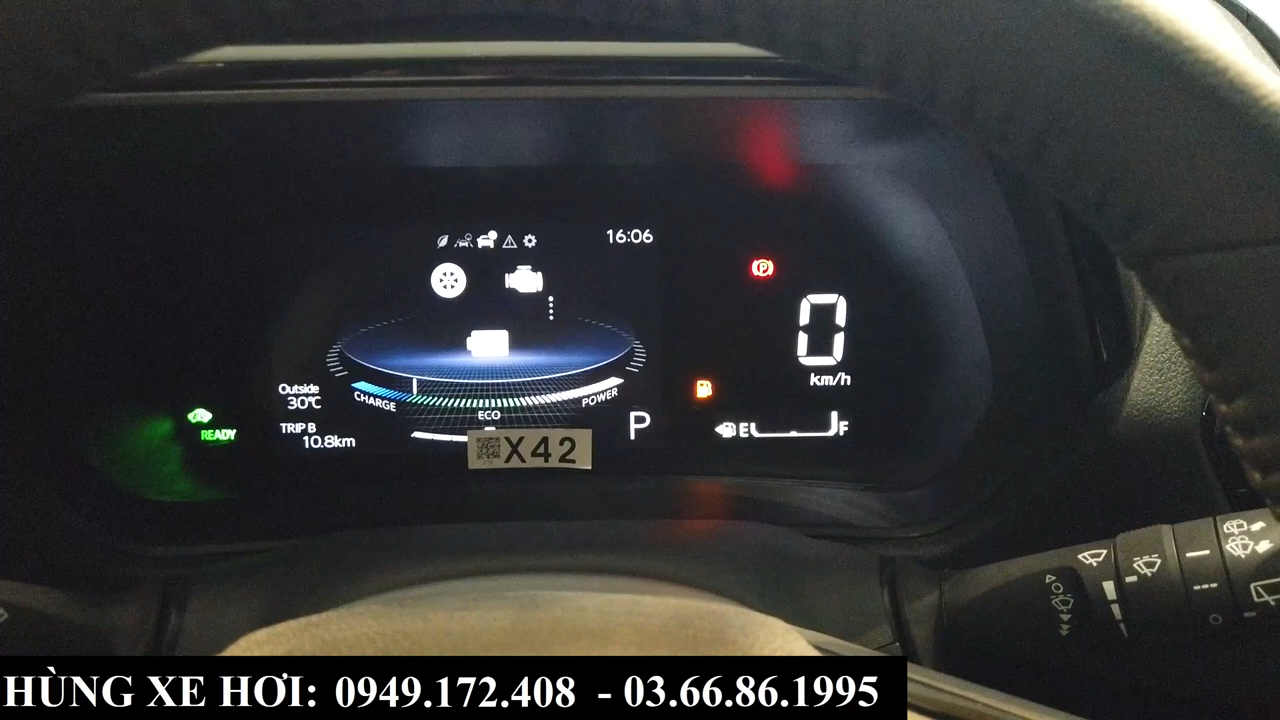 16:06
P
0
km/h
Outside
30℃
CHARGE
ECO
POWER
TRIP B
10.8km
READY
P
E
F
X42
HÙNG XE HƠI: 0949.172.408 - 03.66.86.1995